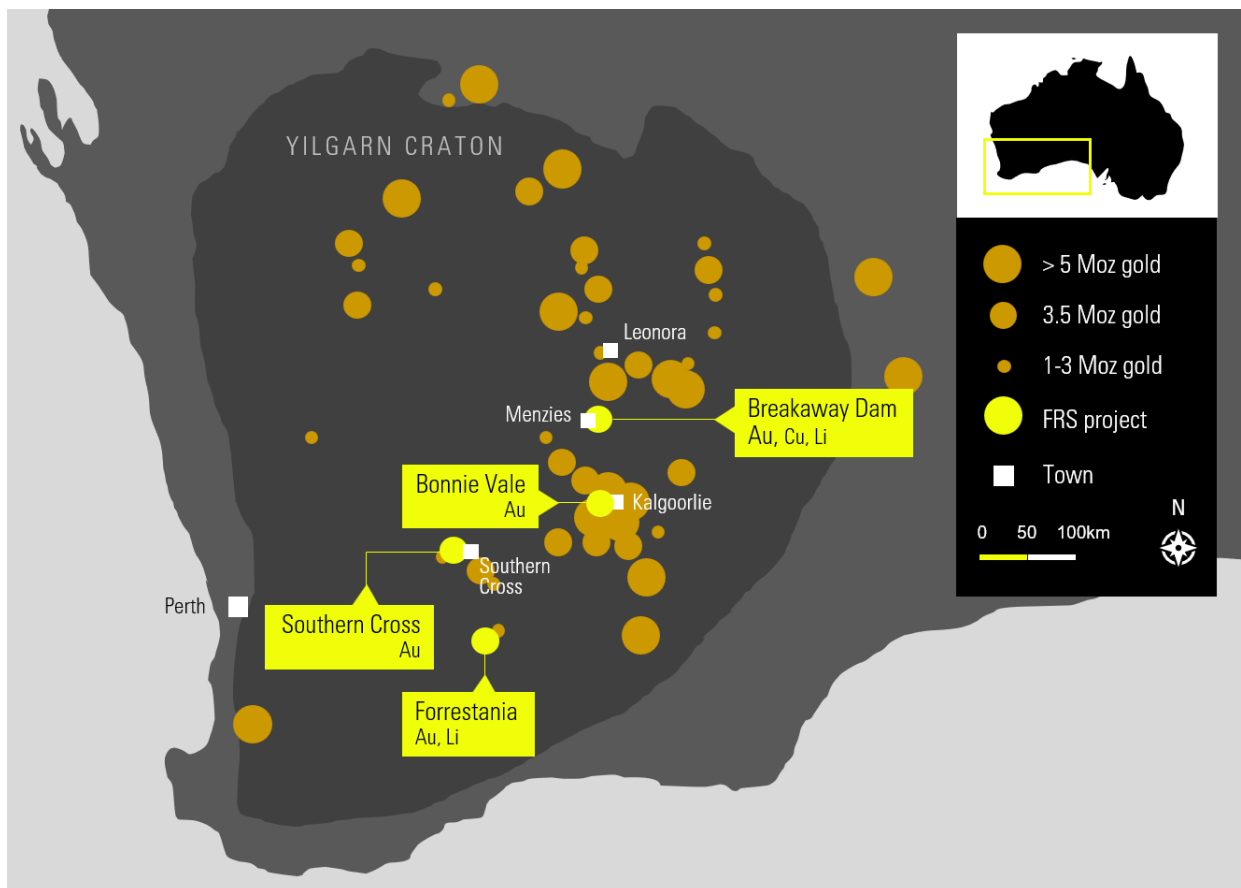 YILGARN CRATON
Leonora
Menzies
Breakaway Dam
Au, Cu, Li
Bonnie Vale
Au
Kalgoorlie
Southern
Cross
Perth
Southern Cross
Au
Forrestania
Au, Li
> 5 Moz gold
3.5 Moz gold
1-3 Moz gold
FRS project
Town
N
0 50 100km